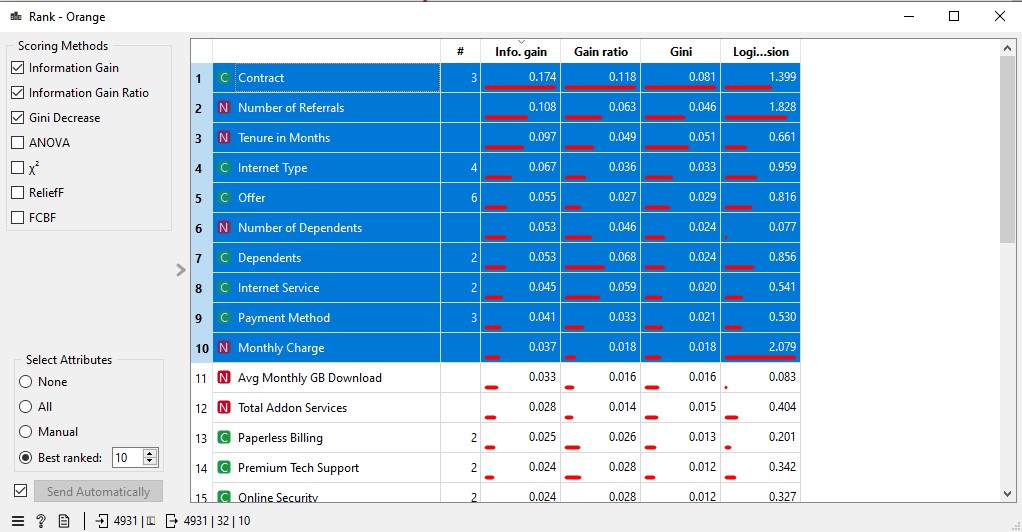 Rank - Orange
Scoring Methods
Information Gain
Information Gain Ratio
Gini Decrease
ANOVA
χ²
ReliefF
FCBF
Select Attributes
None
All
Manual
Best ranked: 10
Send Automatically
# Info. gain Gain ratio Gini Logi...sion
1 C Contract 3 0.174 0.118 0.081 1.399
2 N Number of Referrals 0.108 0.063 0.046 1.828
3 N Tenure in Months 0.097 0.049 0.051 0.661
4 C Internet Type 4 0.067 0.036 0.033 0.959
5 C Offer 6 0.055 0.027 0.029 0.816
6 N Number of Dependents 0.053 0.046 0.024 0.077
7 C Dependents 2 0.053 0.068 0.024 0.856
8 C Internet Service 2 0.045 0.059 0.020 0.541
9 C Payment Method 3 0.041 0.033 0.021 0.530
10 N Monthly Charge 0.037 0.018 0.018 2.079
11 N Avg Monthly GB Download 0.033 0.016 0.016 0.083
12 N Total Addon Services 0.028 0.014 0.015 0.404
13 C Paperless Billing 2 0.025 0.026 0.013 0.201
14 C Premium Tech Support 2 0.024 0.028 0.012 0.342
15 C Online Security 2 0.024 0.028 0.012 0.327
4931 | 4931 | 32 | 10